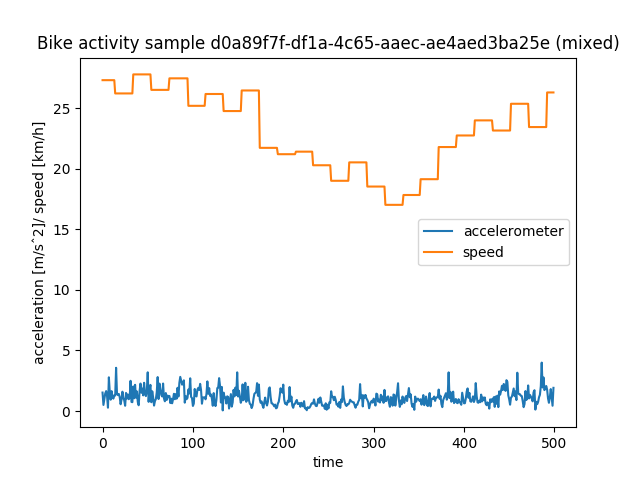 Bike activity sample d0a89f7f-df1a-4c65-aaec-ae4aed3ba25e (mixed)
acceleration [m/s^2]/ speed [km/h]
25
20
15
10
5
0
accelerometer
speed
0 100 200 300 400 500
time